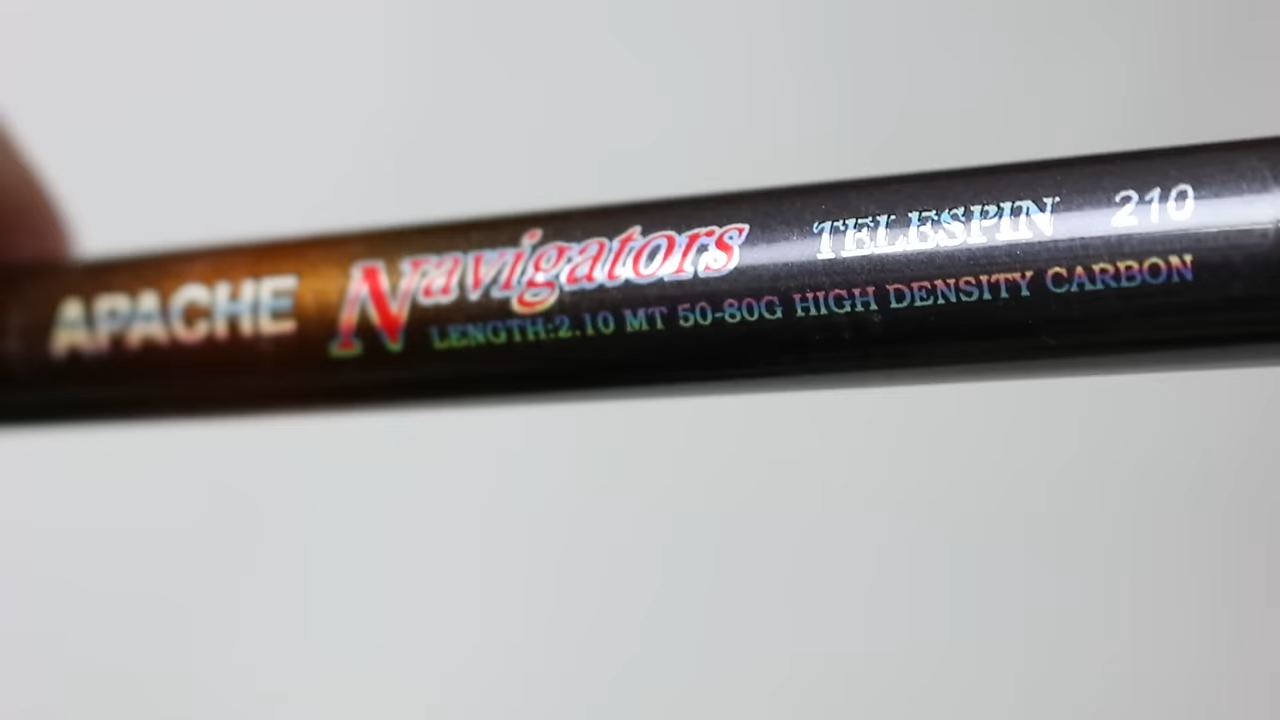 APACHE Navigators TELESPIN 210
LENGTH:2.10 MT 50-80G HIGH DENSITY CARBON